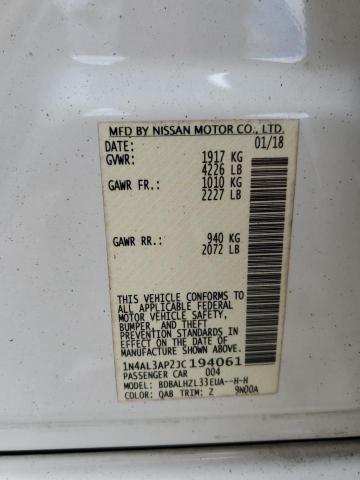 MFD BY NISSAN MOTOR CO., LTD.
DATE: 01/18
GVWR: 1917 KG
4226 LB
GAWR FR.: 1010 KG
2227 LB
GAWR RR.: 940 KG
2072 LB
THIS VEHICLE CONFORMS TO
ALL APPLICABLE FEDERAL
MOTOR VEHICLE SAFETY,
BUMPER, AND THEFT
PREVENTION STANDARDS IN
EFFECT ON THE DATE OF
MANUFACTURE SHOWN ABOVE.
1N4AL3AP2JC194061
PASSENGER CAR 004
MODEL: BDBALHZL33EUA--H-H
COLOR: QAB TRIM: Z 9N00A